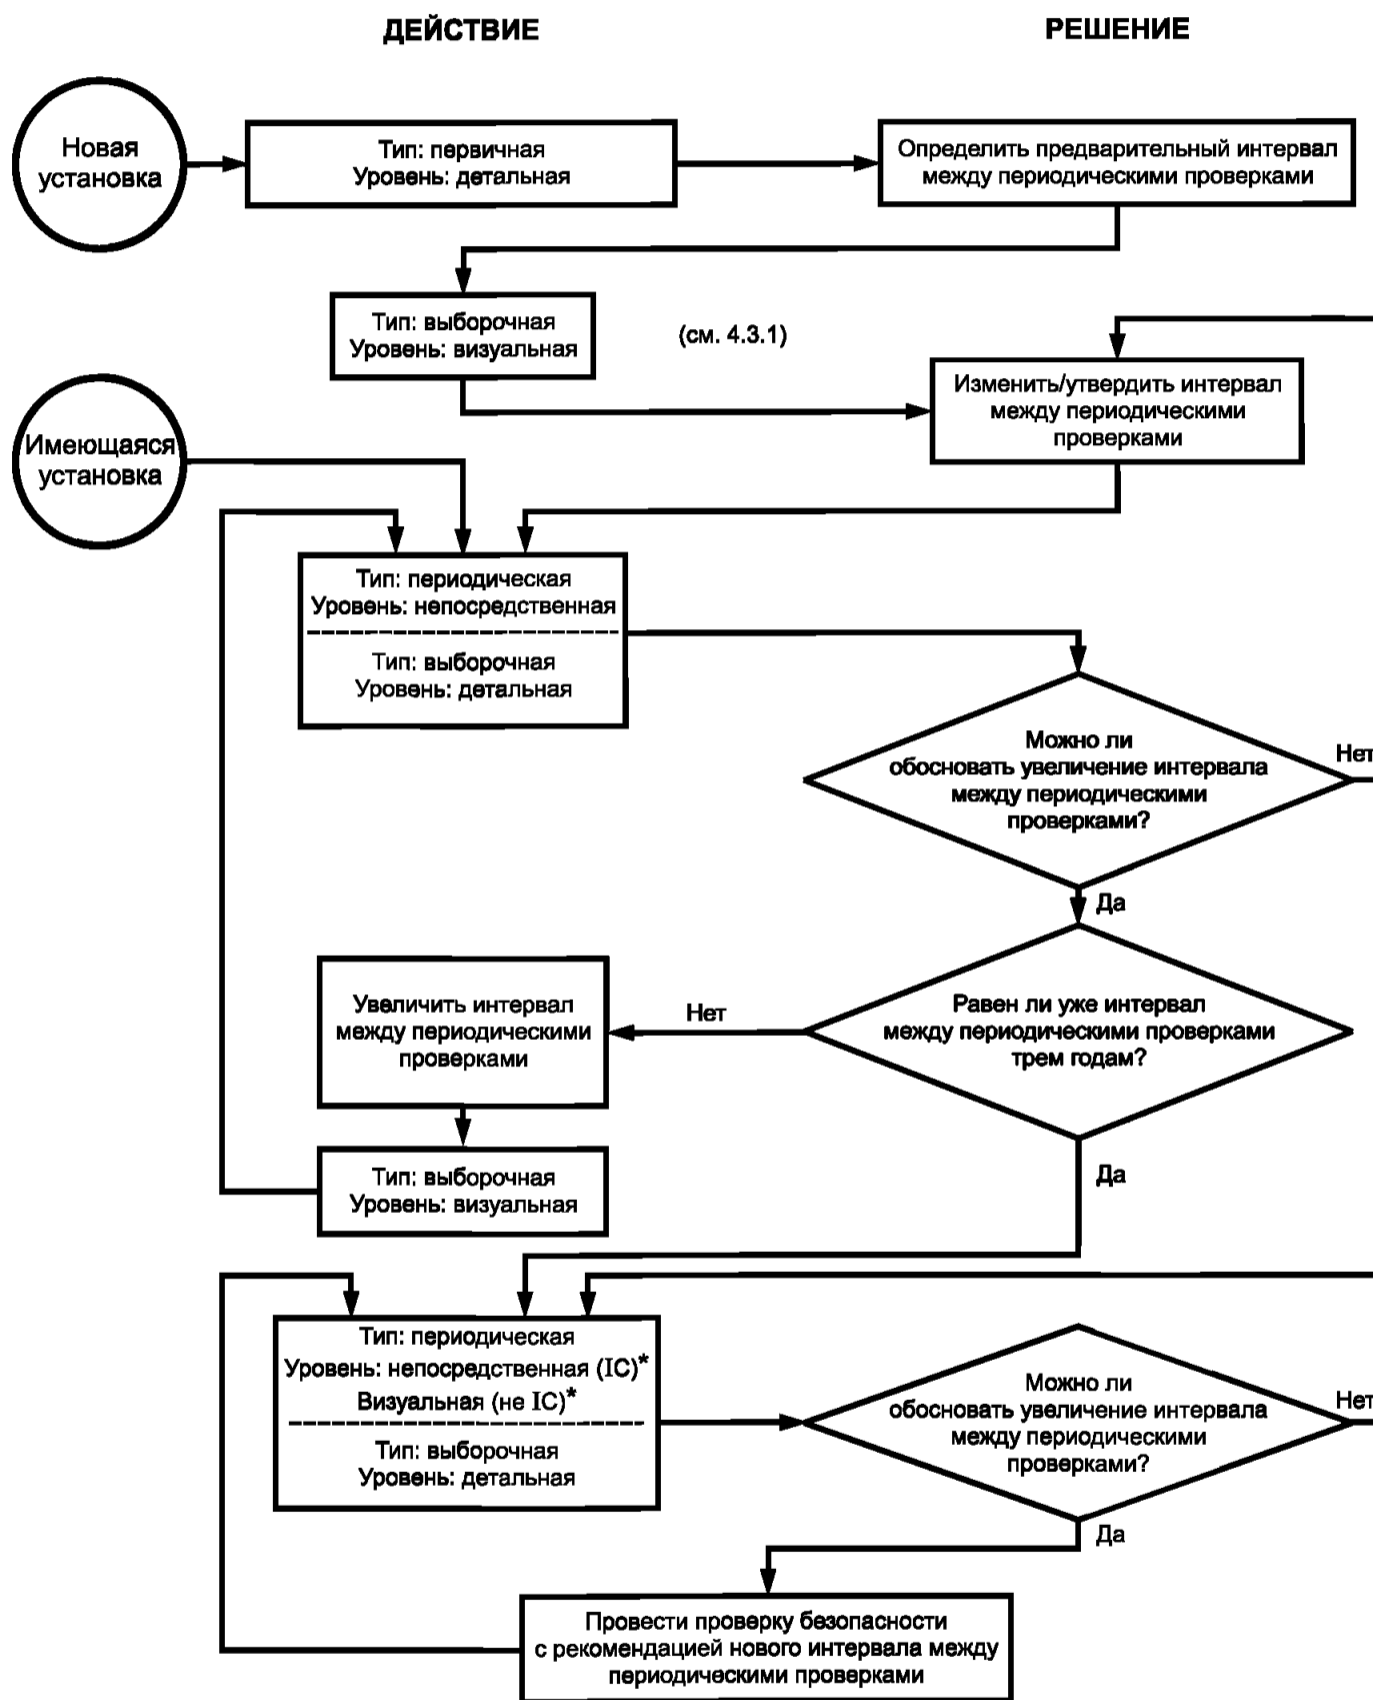 ДЕЙСТВИЕ
РЕШЕНИЕ
Новая
установка
Тип: первичная
Уровень: детальная
Определить предварительный интервал
между периодическими проверками
Тип: выборочная
Уровень: визуальная
(см. 4.3.1)
Изменить/утвердить интервал
между периодическими
проверками
Имеющаяся
установка
Тип: периодическая
Уровень: непосредственная
Тип: выборочная
Уровень: детальная
Можно ли
обосновать увеличение интервала
между периодическими
проверками?
Нет
Да
Равен ли уже интервал
между периодическими проверками
трем годам?
Нет
Увеличить интервал
между периодическими
проверками
Да
Тип: выборочная
Уровень: визуальная
Тип: периодическая
Уровень: непосредственная (IC)*
Визуальная (не IC)*
Тип: выборочная
Уровень: детальная
Можно ли
обосновать увеличение интервала
между периодическими
проверками?
Нет
Да
Провести проверку безопасности
с рекомендацией нового интервала между
периодическими проверками